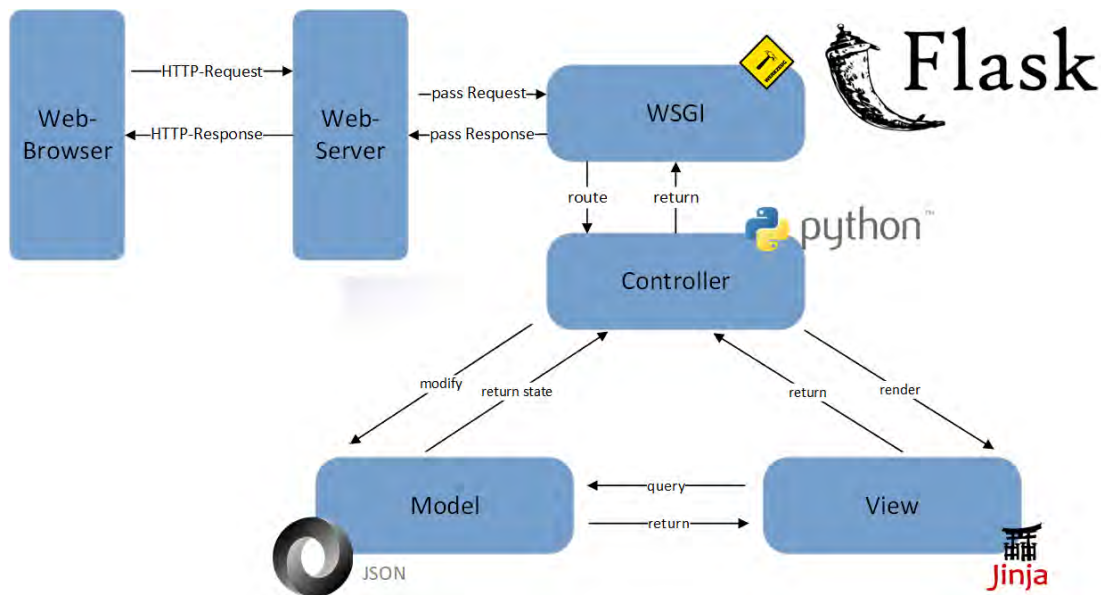 Flask
HTTP-Request
pass Request
WSGI
Web-
Browser
HTTP-Response
Web-
Server
pass Response
route
return
python™
Controller
modify
return state
return
render
Model
query
return
View
JSON
Jinja